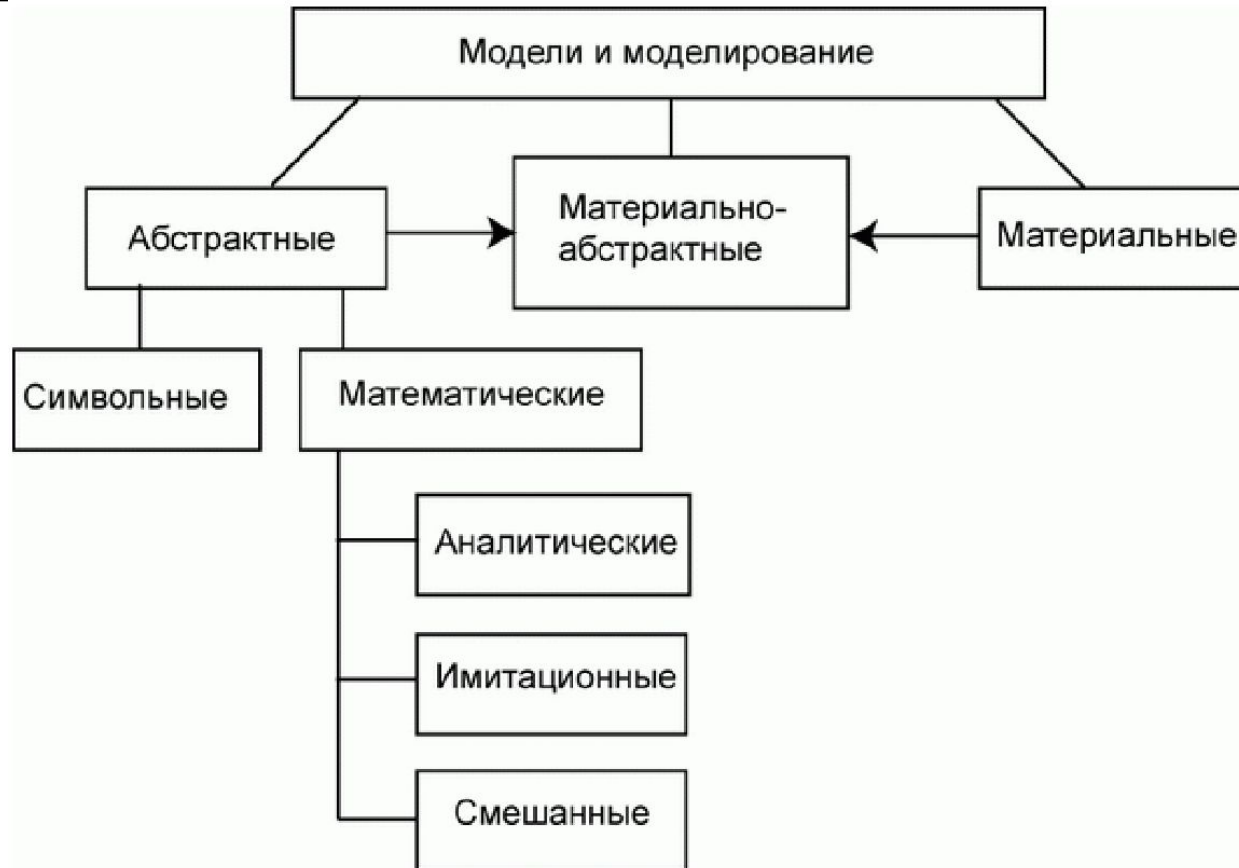 Модели и моделирование
Абстрактные
Материально-
абстрактные
Материальные
Символьные
Математические
Аналитические
Имитационные
Смешанные